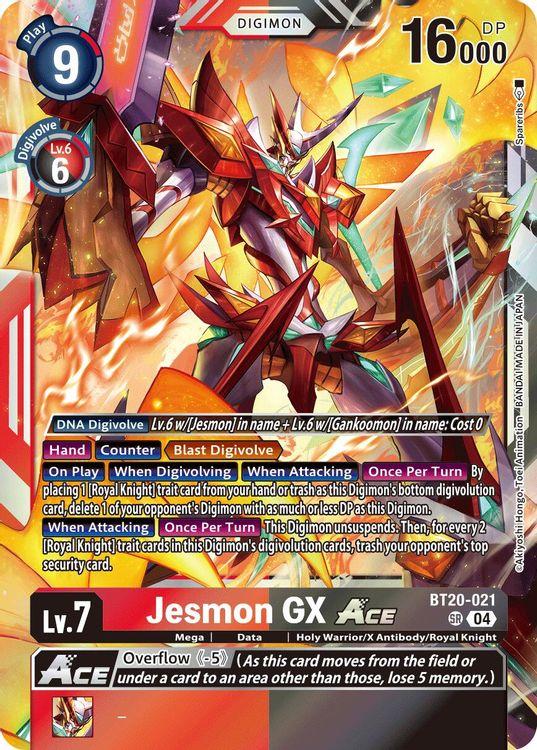 DIGIMON
Play
9
DP
16000
Digivolve
Lv.6
6
Spareribs
©Akiyoshi Hongo, Toei Animation BANDAI MADE IN JAPAN
DNA Digivolve Lv.6 w/[Jesmon] in name + Lv.6 w/[Gankoomon] in name: Cost 0
Hand Counter Blast Digivolve
On Play When Digivolving When Attacking Once Per Turn By
placing 1 [Royal Knight] trait card from your hand or trash as this Digimon's bottom digivolution
card, delete 1 of your opponent's Digimon with as much or less DP as this Digimon.
When Attacking Once Per Turn This Digimon unsuspends. Then, for every 2
[Royal Knight] trait cards in this Digimon's digivolution cards, trash your opponent's top
security card.
Lv.7
Jesmon GX ACE
BT20-021
SR 04
Mega | Data | Holy Warrior/X Antibody/Royal Knight
ACE Overflow 《-5》 (As this card moves from the field or
under a card to an area other than those, lose 5 memory.)
–